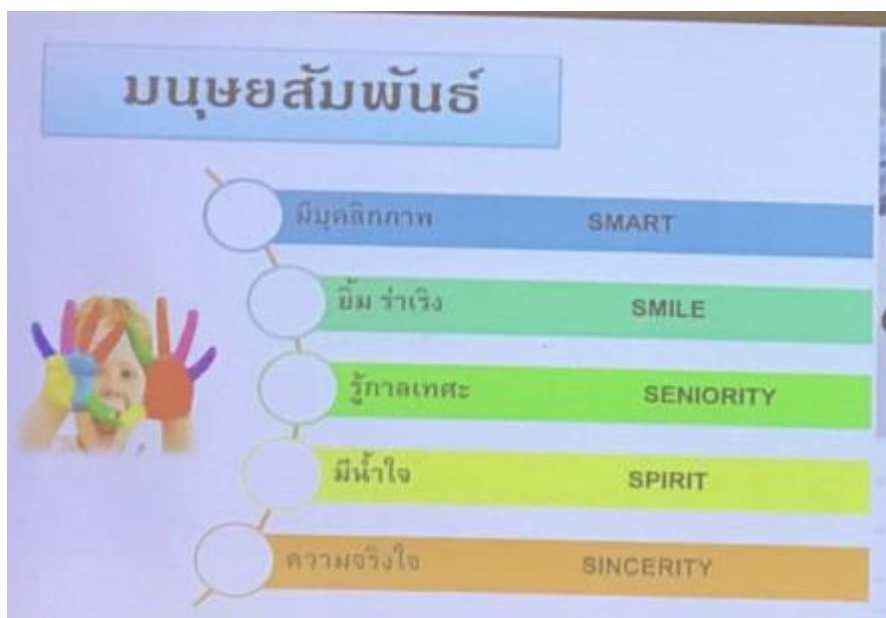 มนุษยสัมพันธ์
มีบุคลิกภาพ SMART
ยิ้ม ร่าเริง SMILE
รู้กาลเทศะ SENIORITY
มีน้ำใจ SPIRIT
ความจริงใจ SINCERITY